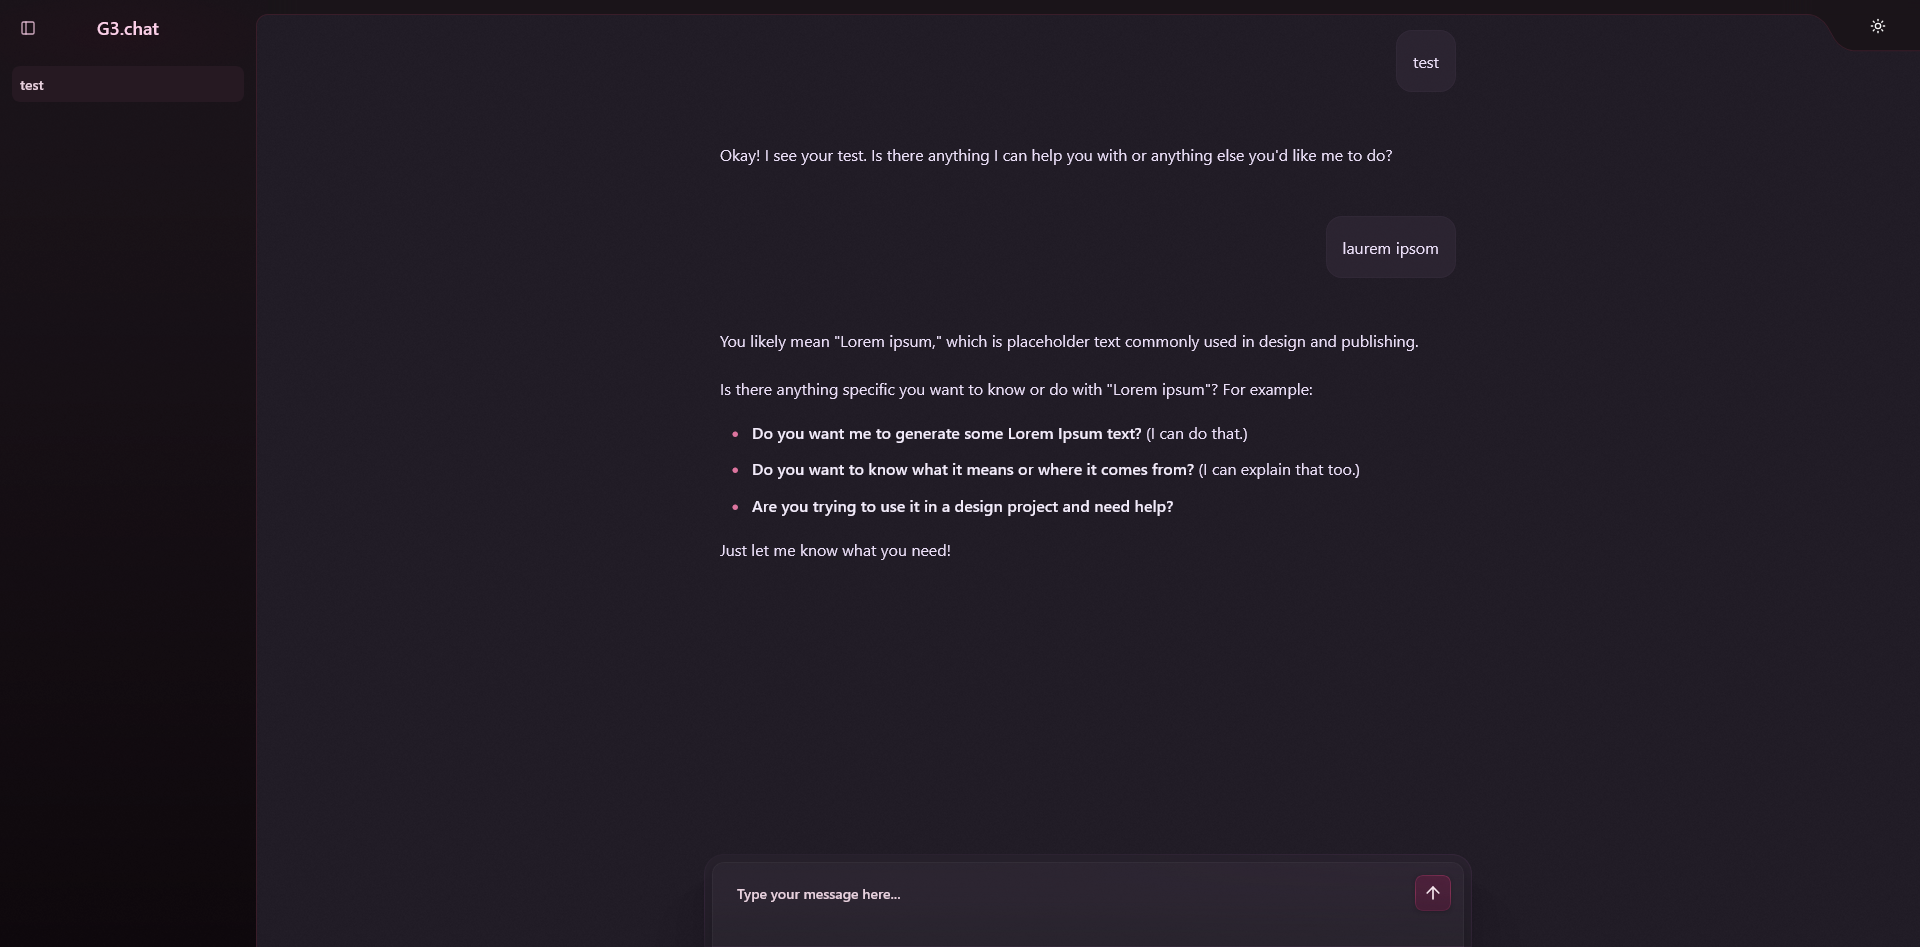 G3.chat
test
test
Okay! I see your test. Is there anything I can help you with or anything else you'd like me to do?
laurem ipsom
You likely mean "Lorem ipsum," which is placeholder text commonly used in design and publishing.
Is there anything specific you want to know or do with "Lorem ipsum"? For example:
• Do you want me to generate some Lorem Ipsum text? (I can do that.)
• Do you want to know what it means or where it comes from? (I can explain that too.)
• Are you trying to use it in a design project and need help?
Just let me know what you need!
Type your message here...